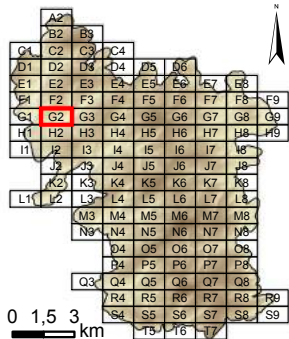 N
A2
B2 B3
C1 C2 C3 C4
D1 D2 D3 D4 D5 D6
E1 E2 E3 E4 E5 E6 E7 E8
F1 F2 F3 F4 F5 F6 F7 F8 F9
G1 G2 G3 G4 G5 G6 G7 G8 G9
H1 H2 H3 H4 H5 H6 H7 H8 H9
I1 I2 I3 I4 I5 I6 I7 I8
J2 J3 J4 J5 J6 J7 J8
K2 K3 K4 K5 K6 K7 K8
L1 L2 L3 L4 L5 L6 L7 L8
M3 M4 M5 M6 M7 M8
N3 N4 N5 N6 N7 N8
O4 O5 O6 O7 O8
P4 P5 P6 P7 P8
Q3 Q4 Q5 Q6 Q7 Q8
R4 R5 R6 R7 R8 R9
S4 S5 S6 S7 S8 S9
T5 T6 T7
0 1,5 3
km